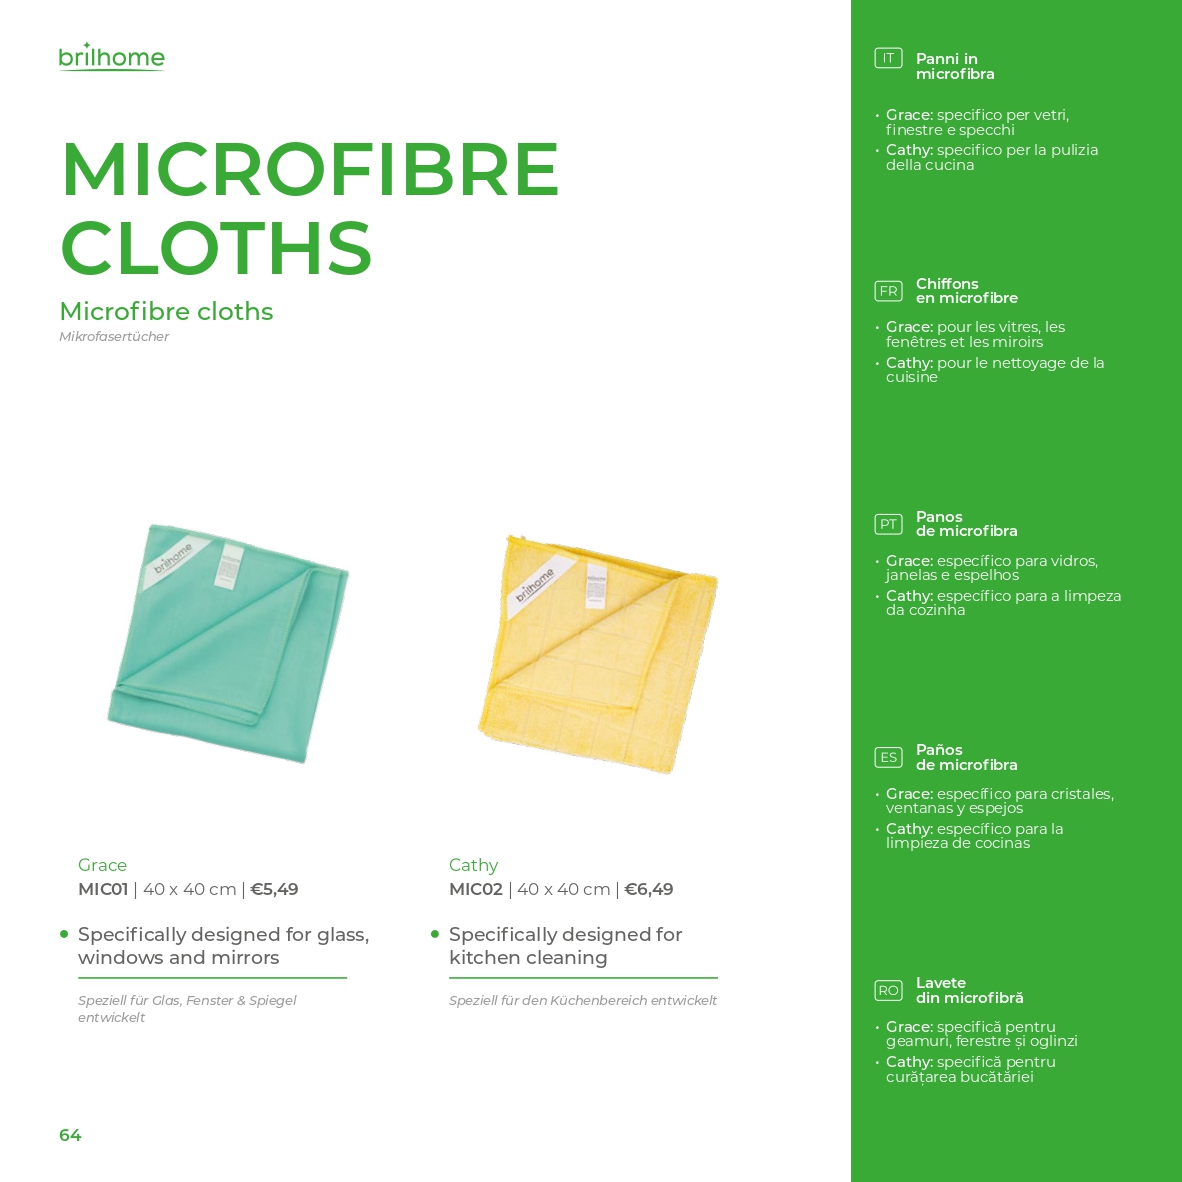 brilhome
MICROFIBRE
CLOTHS
Microfibre cloths
Mikrofasertücher
brilhome
brilhome
Grace
MIC01 | 40 x 40 cm | €5,49
Specifically designed for glass,
windows and mirrors
Speziell für Glas, Fenster & Spiegel
entwickelt
Cathy
MIC02 | 40 x 40 cm | €6,49
Specifically designed for
kitchen cleaning
Speziell für den Küchenbereich entwickelt
64
IT
Panni in
microfibra
• Grace: specifico per vetri,
finestre e specchi
• Cathy: specifico per la pulizia
della cucina
FR
Chiffons
en microfibre
• Grace: pour les vitres, les
fenêtres et les miroirs
• Cathy: pour le nettoyage de la
cuisine
PT
Panos
de microfibra
• Grace: específico para vidros,
janelas e espelhos
• Cathy: específico para a limpeza
da cozinha
ES
Paños
de microfibra
• Grace: específico para cristales,
ventanas y espejos
• Cathy: específico para la
limpieza de cocinas
RO
Lavete
din microfibră
• Grace: specifică pentru
geamuri, ferestre și oglinzi
• Cathy: specifică pentru
curățarea bucătăriei